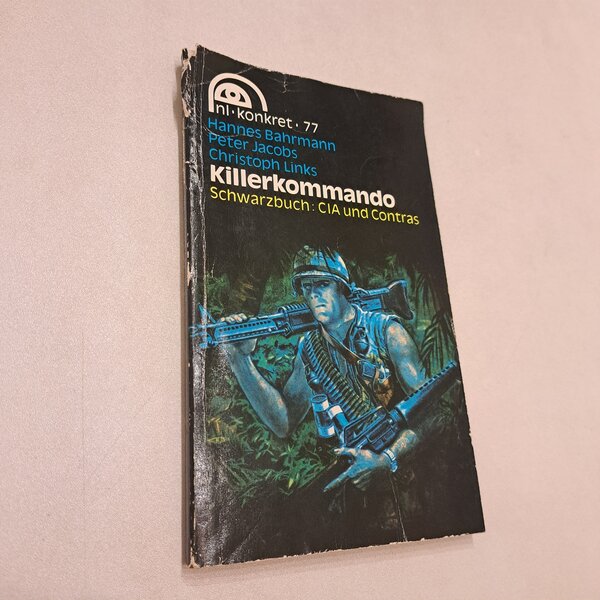 nl · konkret · 77
Hannes Bahrmann
Peter Jacobs
Christoph Links
Killerkommando
Schwarzbuch: CIA und Contras